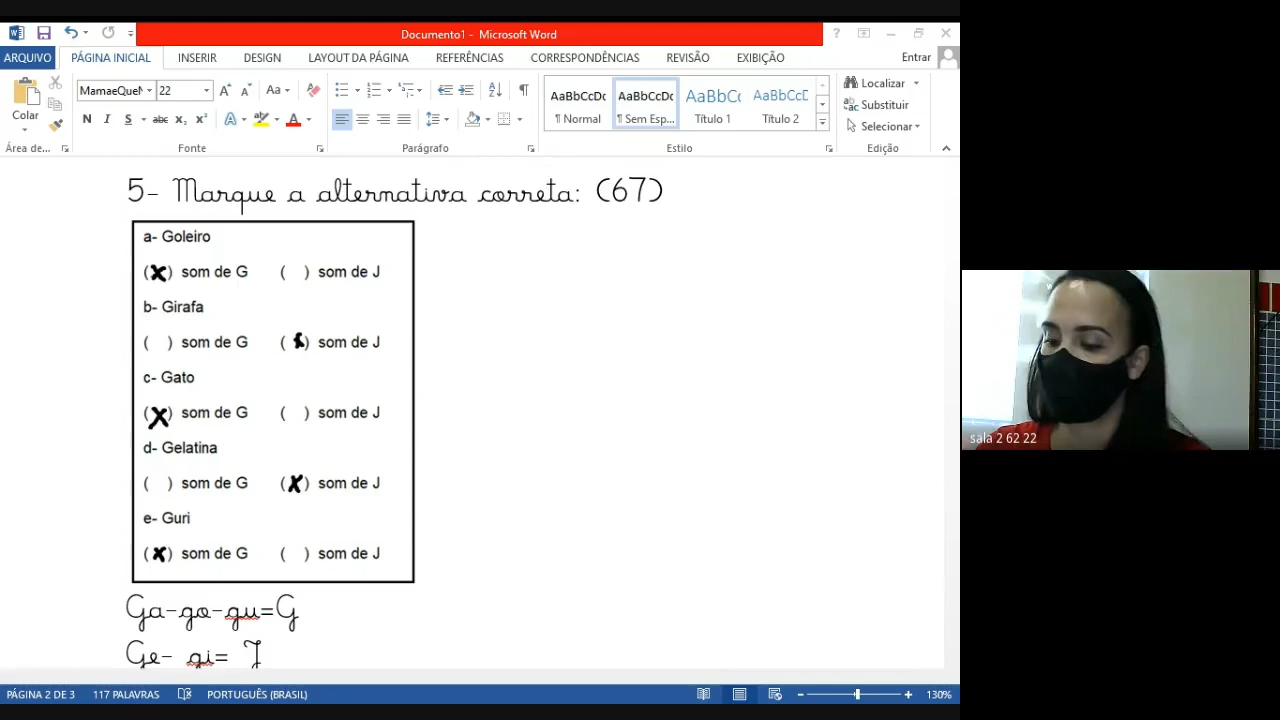 Documento1 - Microsoft Word
ARQUIVO PÁGINA INICIAL INSERIR DESIGN LAYOUT DA PÁGINA REFERÊNCIAS CORRESPONDÊNCIAS REVISÃO EXIBIÇÃO Entrar
Colar
MamaeQueN 22
N I S abc X₂ X² A A
AaBbCcDc AaBbCcDc AaBbC( AaBbCcD
¶ Normal ¶ Sem Esp... Título 1 Título 2
Localizar
Substituir
Selecionar
Área de... Fonte Parágrafo Estilo Edição
5- Marque a alternativa correta: (67)
a- Goleiro
(X) som de G ( ) som de J
b- Girafa
( ) som de G (x) som de J
c- Gato
(X) som de G ( ) som de J
d- Gelatina
( ) som de G (X) som de J
e- Guri
(X) som de G ( ) som de J
Ga-go-gu=G
Ge- gi= J
sala 2 62 22
PÁGINA 2 DE 3 117 PALAVRAS PORTUGUÊS (BRASIL) 130%